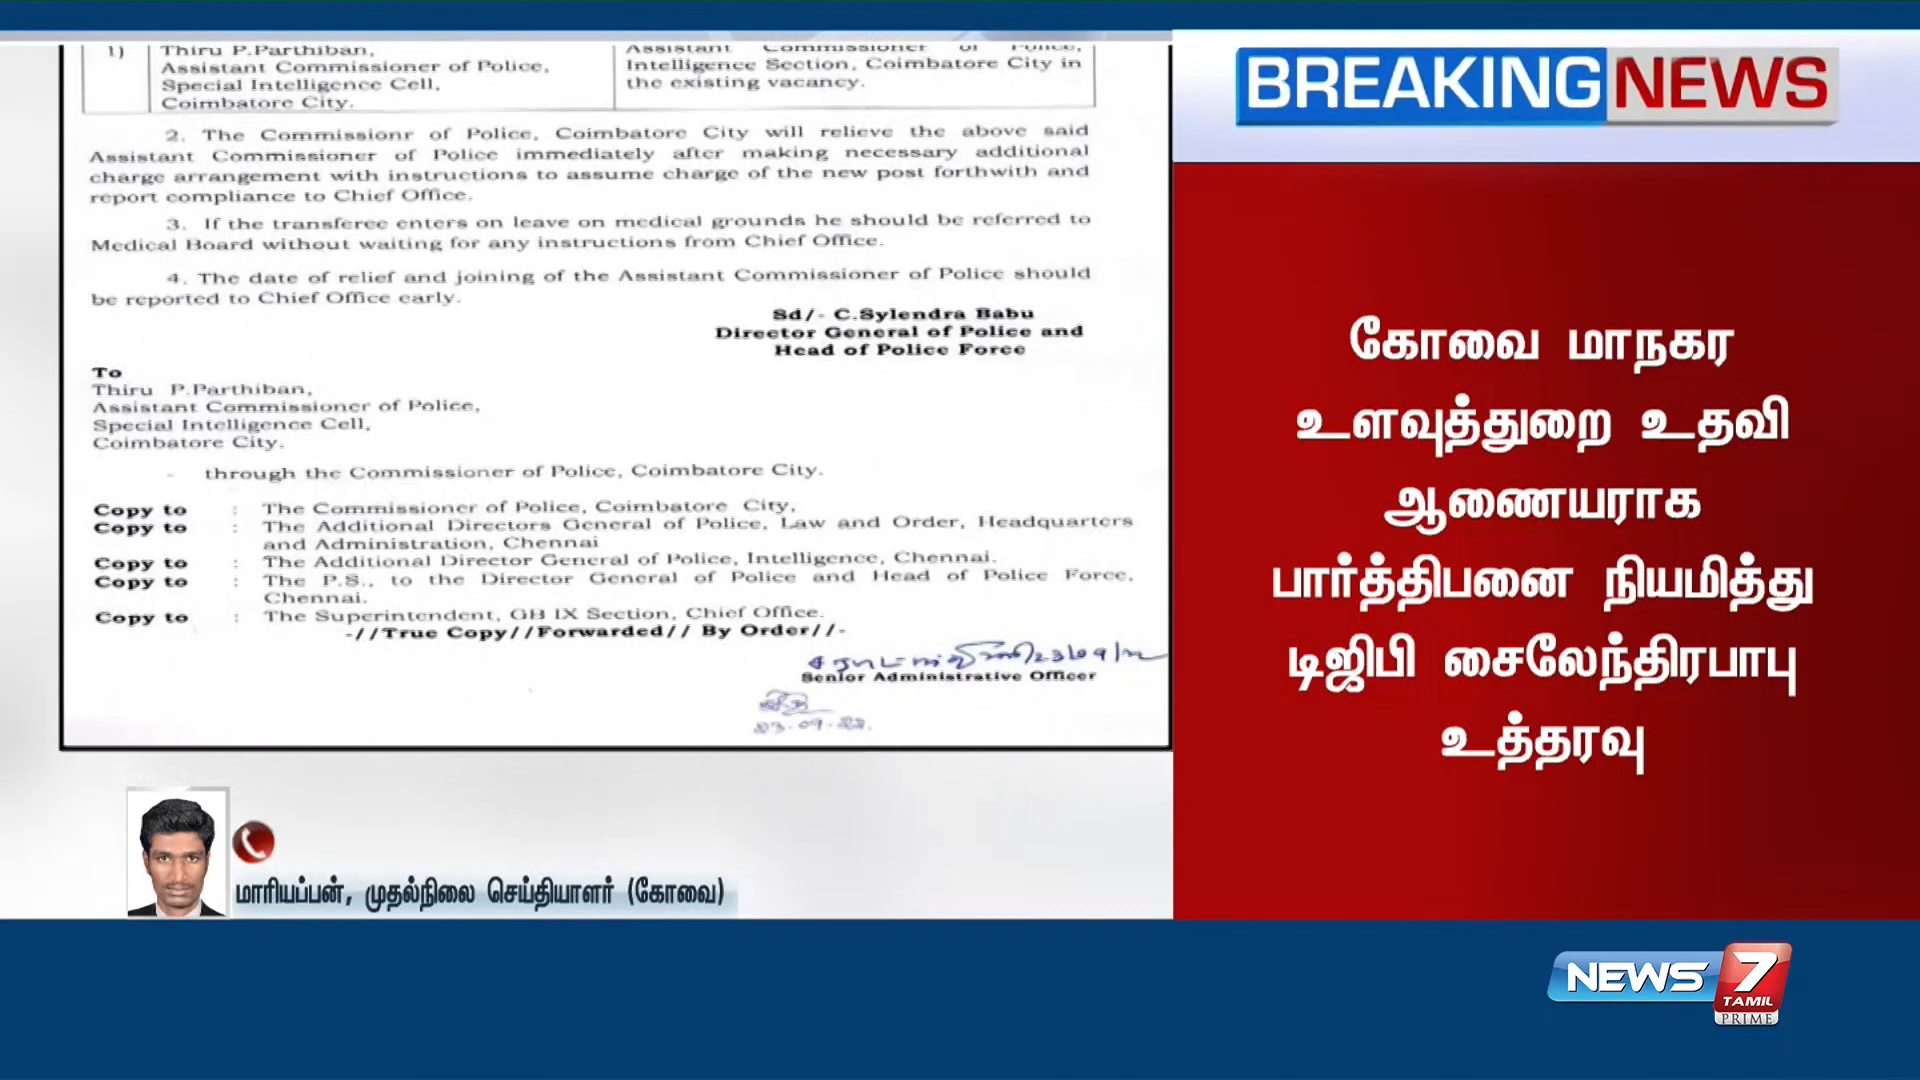 1) Thiru P.Parthiban,
Assistant Commissioner of Police,
Special Intelligence Cell,
Coimbatore City.
Assistant Commissioner of Police,
Intelligence Section, Coimbatore City in
the existing vacancy.
2. The Commissionr of Police, Coimbatore City will relieve the above said
Assistant Commissioner of Police immediately after making necessary additional
charge arrangement with instructions to assume charge of the new post forthwith and
report compliance to Chief Office.
3. If the transferee enters on leave on medical grounds he should be referred to
Medical Board without waiting for any instructions from Chief Office.
4. The date of relief and joining of the Assistant Commissioner of Police should
be reported to Chief Office early.
Sd/- C.Sylendra Babu
Director General of Police and
Head of Police Force
To
Thiru P.Parthiban,
Assistant Commissioner of Police,
Special Intelligence Cell,
Coimbatore City.
- through the Commissioner of Police, Coimbatore City.
Copy to : The Commissioner of Police, Coimbatore City,
Copy to : The Additional Directors General of Police, Law and Order, Headquarters
and Administration, Chennai
Copy to : The Additional Director General of Police, Intelligence, Chennai.
Copy to : The P.S., to the Director General of Police and Head of Police Force,
Chennai.
Copy to : The Superintendent, GB IX Section, Chief Office.
-//True Copy//Forwarded// By Order//-
Senior Administrative Officer
23-09-22.
BREAKING NEWS
கோவை மாநகர
உளவுத்துறை உதவி
ஆணையராக
பார்த்திபனை நியமித்து
டிஜிபி சைலேந்திரபாபு
உத்தரவு
மாரியப்பன், முதல்நிலை செய்தியாளர் (கோவை)
NEWS 7
TAMIL
PRIME